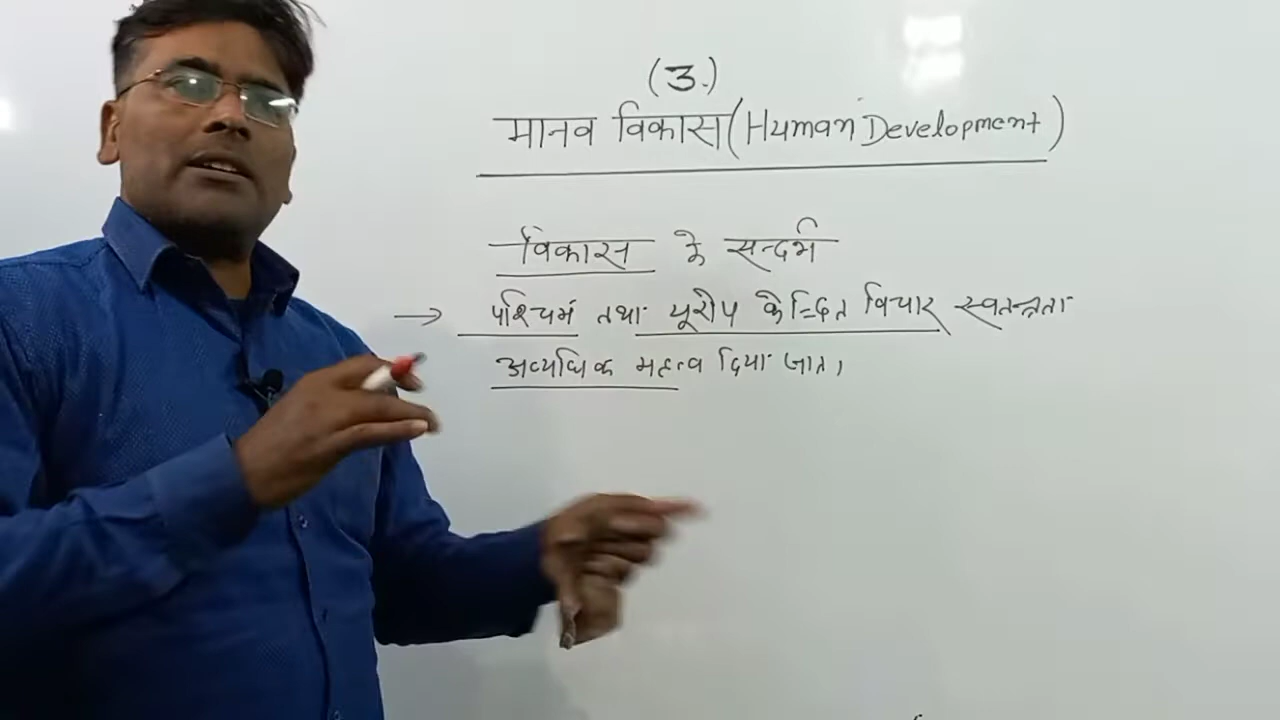 (3.)
मानव विकास (Human Development)
विकास के सन्दर्भ
→ पश्चिमं तथा यूरोप केन्द्रित विचार स्वतन्त्रता
अत्यधिक महत्व दिया जाता।